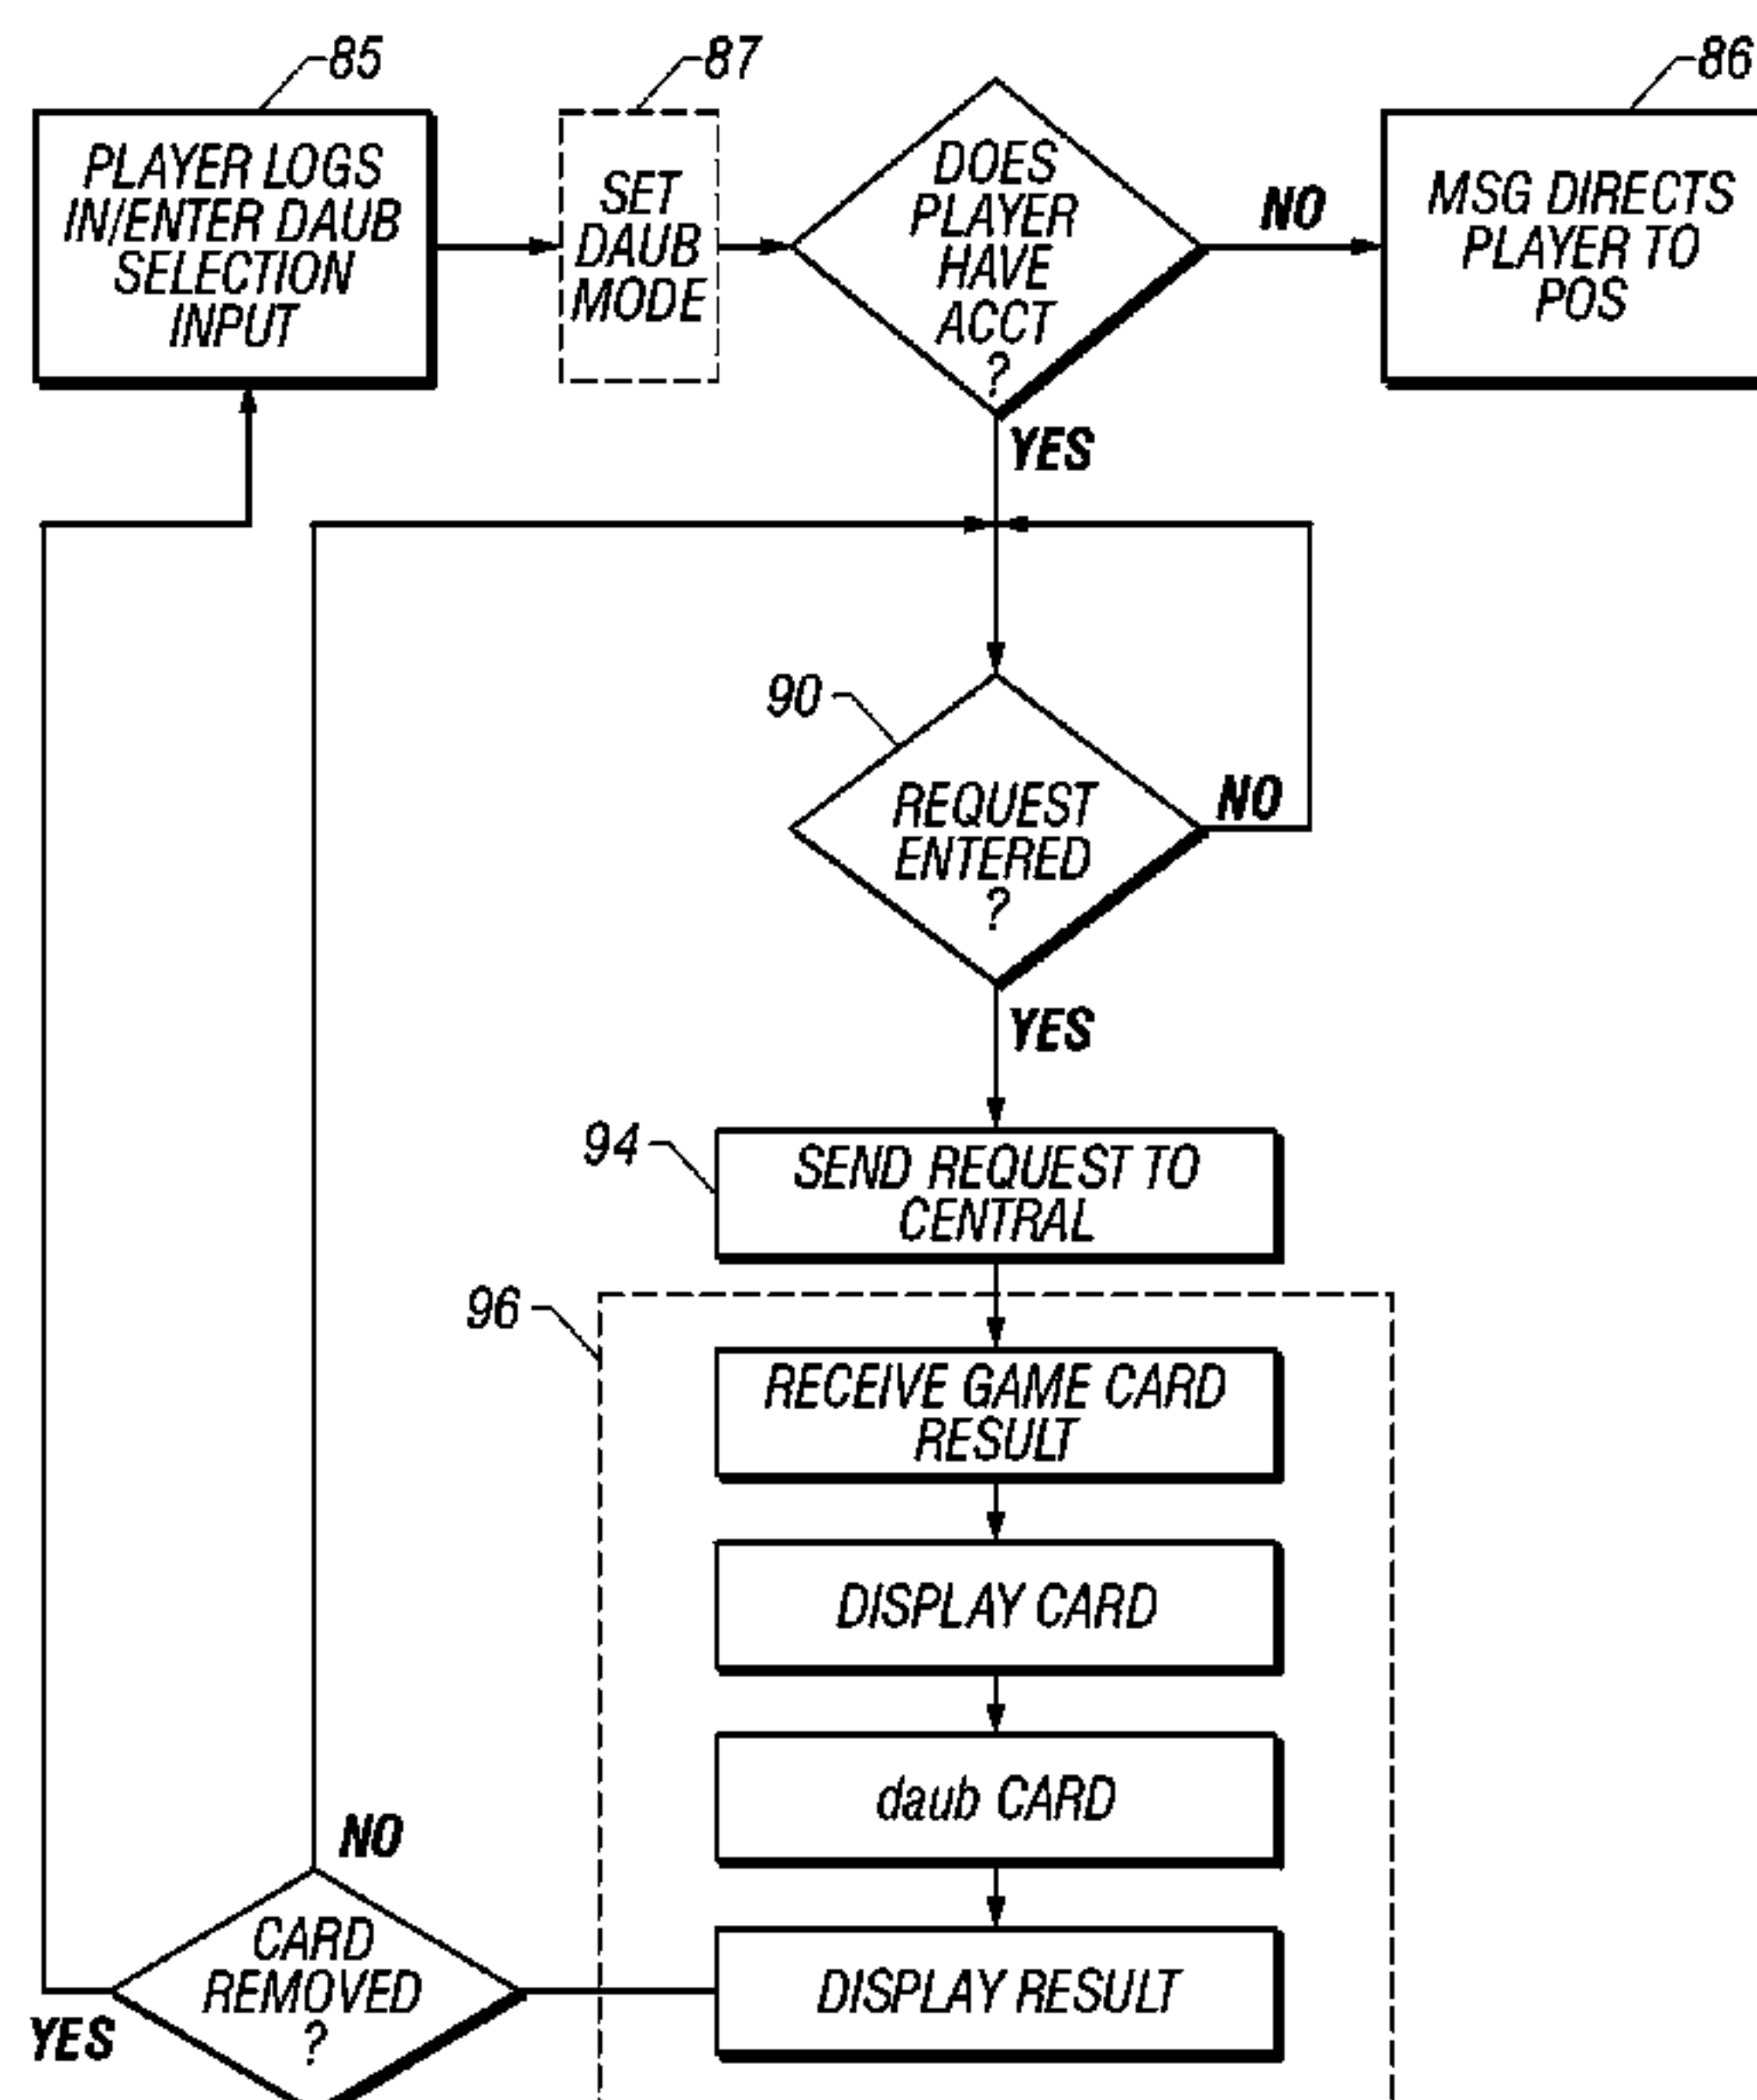 85
87
86
PLAYER LOGS
IN/ENTER DAUB
SELECTION
INPUT
SET
DAUB
MODE
DOES
PLAYER
HAVE
ACCT
?
NO
MSG DIRECTS
PLAYER TO
POS
YES
90
REQUEST
ENTERED
?
NO
YES
94
SEND REQUEST TO
CENTRAL
96
RECEIVE GAME CARD
RESULT
DISPLAY CARD
daub CARD
NO
CARD
REMOVED
?
YES
DISPLAY RESULT